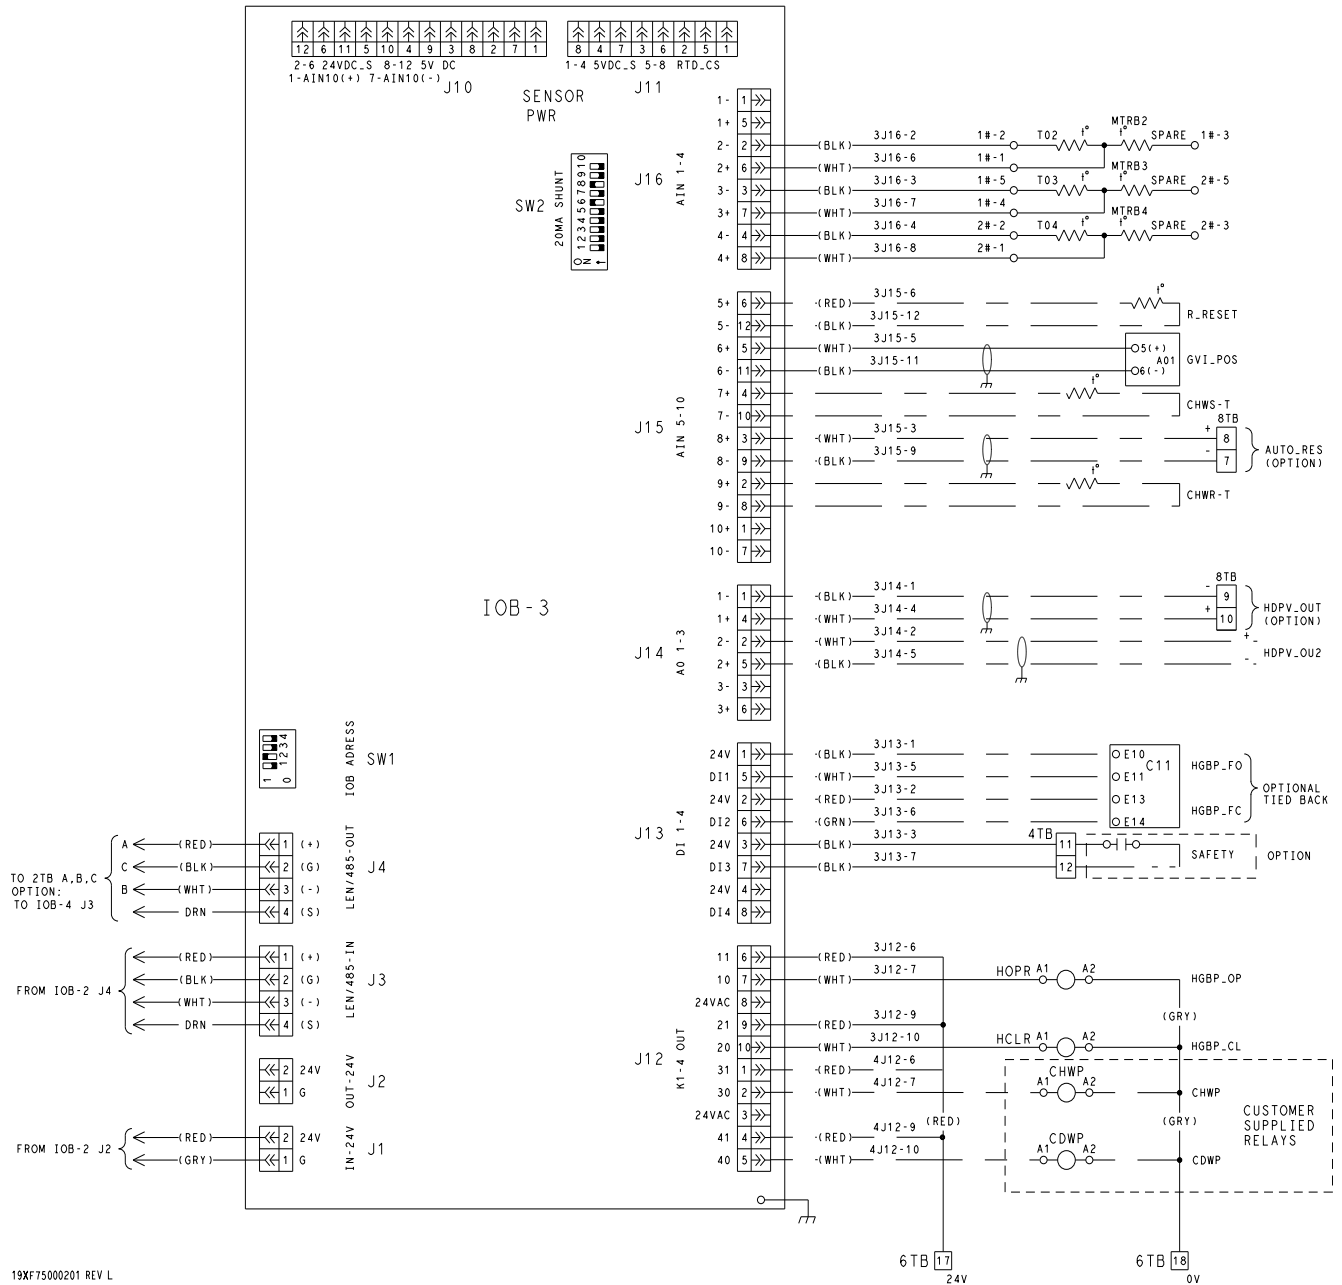 12 6 11 5 10 4 9 3 8 2 7 1
8 4 7 3 6 2 5 1
2-6 24VDC_S 8-12 5V DC
1-AIN10(+) 7-AIN10(-)
J10
1-4 5VDC_S 5-8 RTD_CS
J11
SENSOR
PWR
SW2
20MA SHUNT
ON
12345678910
J16
AIN 1-4
1- 1
1+ 5
2- 2 (BLK) 3J16-2 1#-2 T02 t° MTRB2 t° SPARE 1#-3
2+ 6 (WHT) 3J16-6 1#-1
3- 3 (BLK) 3J16-3 1#-5 T03 t° MTRB3 t° SPARE 2#-5
3+ 7 (WHT) 3J16-7 1#-4
4- 4 (BLK) 3J16-4 2#-2 T04 t° MTRB4 t° SPARE 2#-3
4+ 8 (WHT) 3J16-8 2#-1
J15
AIN 5-10
5+ 6 (RED) 3J15-6 t°
R_RESET
5- 12 (BLK) 3J15-12
6+ 5 (WHT) 3J15-5 5(+)
A01 GVI_POS
6- 11 (BLK) 3J15-11 6(-)
7+ 4 t°
CHWS-T
7- 10
8TB
8+ 3 (WHT) 3J15-3 + 8
8- 9 (BLK) 3J15-9 - 7
AUTO_RES
(OPTION)
9+ 2 t°
CHWR-T
9- 8
10+ 1
10- 7
IOB-3
J14
AO 1-3
8TB
1- 1 (BLK) 3J14-1 - 9
1+ 4 (WHT) 3J14-4 + 10
HDPV_OUT
(OPTION)
2- 2 (WHT) 3J14-2 +
2+ 5 (BLK) 3J14-5 -
HDPV_OU2
3- 3
3+ 6
SW1
IOB ADRESS
1234
1 0
J13
DI 1-4
24V 1 (BLK) 3J13-1 E10
C11 HGBP_FO
DI1 5 (WHT) 3J13-5 E11
24V 2 (RED) 3J13-2 E13
HGBP_FC
DI2 6 (GRN) 3J13-6 E14
OPTIONAL
TIED BACK
4TB
24V 3 (BLK) 3J13-3 11
SAFETY OPTION
DI3 7 (BLK) 3J13-7 12
24V 4
DI4 8
A (RED) 1 (+)
C (BLK) 2 (G)
B (WHT) 3 (-)
DRN 4 (S)
TO 2TB A,B,C
OPTION:
TO IOB-4 J3
LEN/485-OUT
J4
(RED) 1 (+)
(BLK) 2 (G)
(WHT) 3 (-)
DRN 4 (S)
FROM IOB-2 J4
LEN/485-IN
J3
2 24V
1 G
OUT-24V
J2
FROM IOB-2 J2
(RED) 2 24V
(GRY) 1 G
IN-24V
J1
J12
K1-4 OUT
11 6 (RED) 3J12-6
10 7 (WHT) 3J12-7 HOPR A1 A2 HGBP_OP
24VAC 8
(GRY)
21 9 (RED) 3J12-9
20 10 (WHT) 3J12-10 HCLR A1 A2 HGBP_CL
31 1 (RED) 4J12-6
30 2 (WHT) 4J12-7 CHWP A1 A2 CHWP
24VAC 3
(RED) (GRY)
CUSTOMER
SUPPLIED
RELAYS
41 4 (RED) 4J12-9
40 5 (WHT) 4J12-10 CDWP A1 A2 CDWP
6TB 17
24V
6TB 18
0V
19XF75000201 REV L